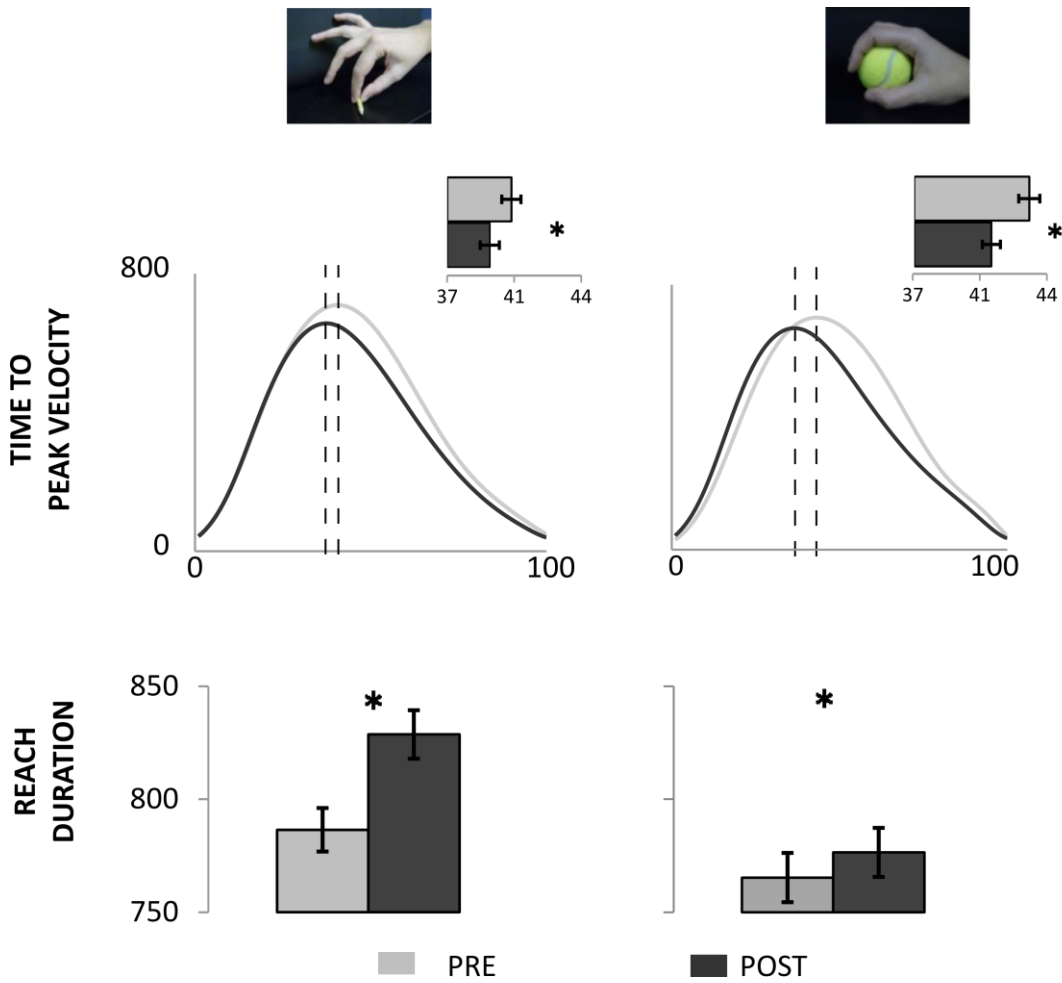 *
*
37 41 44
37 41 44
800
TIME TO
PEAK VELOCITY
0
0 100
0 100
850
*
*
REACH
DURATION
800
750
PRE POST